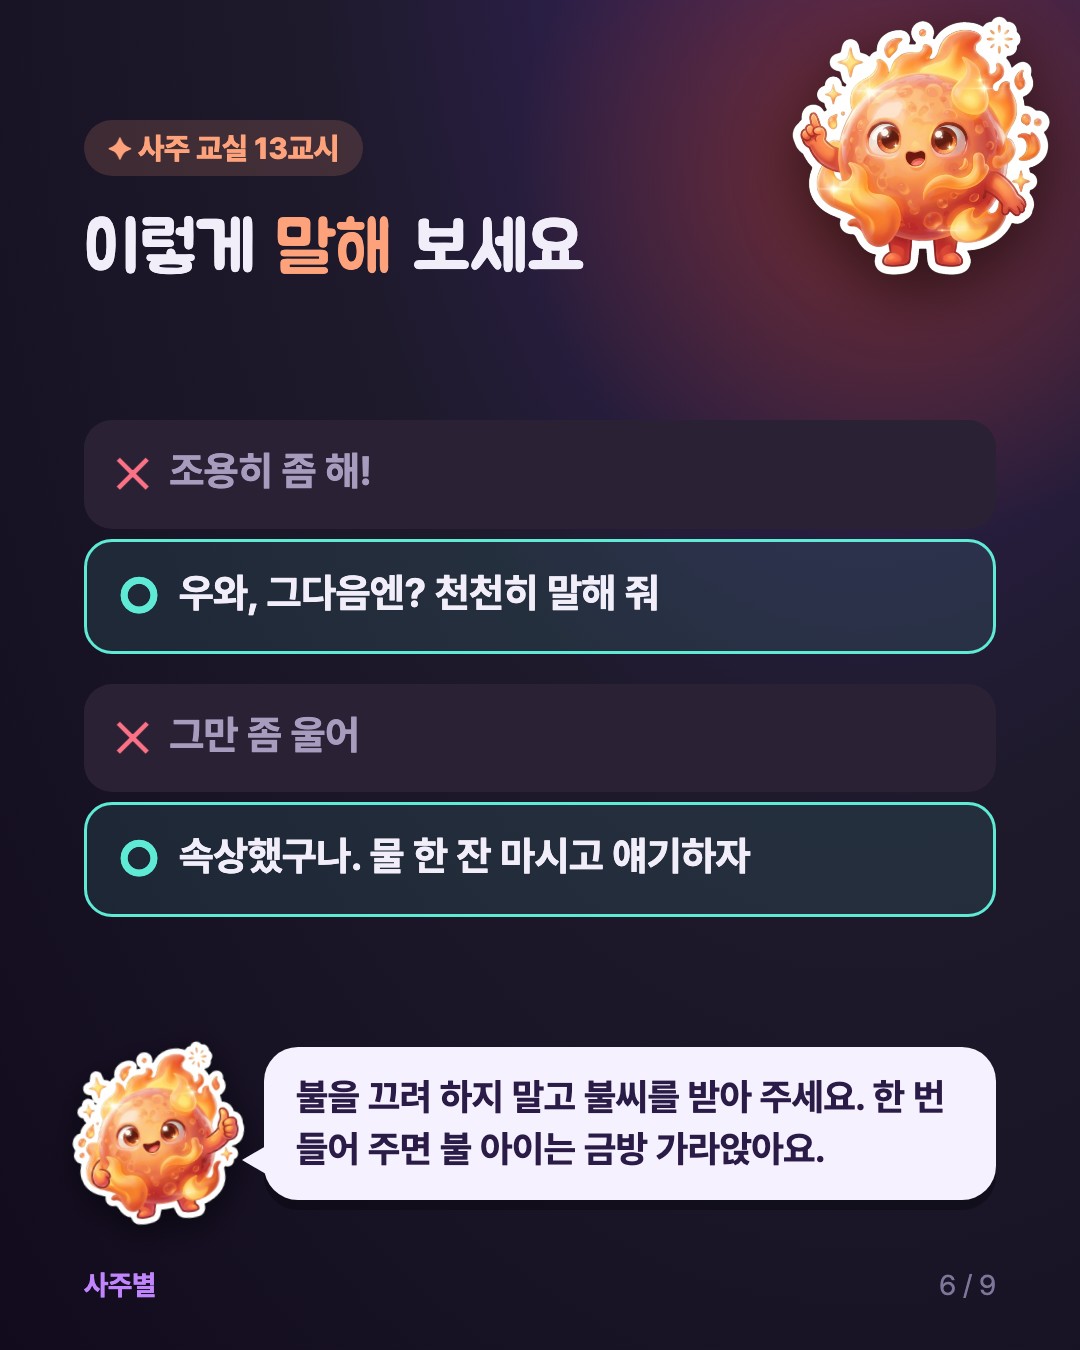 사주 교실 13교시
이렇게 말해 보세요
조용히 좀 해!
우와, 그다음엔? 천천히 말해 줘
그만 좀 울어
속상했구나. 물 한 잔 마시고 얘기하자
불을 끄려 하지 말고 불씨를 받아 주세요. 한 번
들어 주면 불 아이는 금방 가라앉아요.
사주별
6 / 9